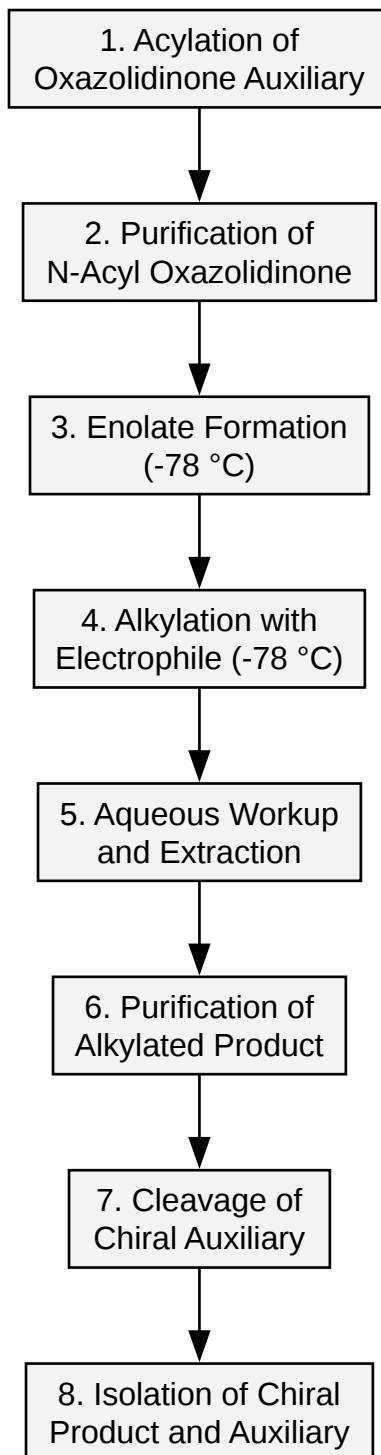 1. Acylation of
Oxazolidinone Auxiliary
2. Purification of
N-Acyl Oxazolidinone
3. Enolate Formation
(-78 °C)
4. Alkylation with
Electrophile (-78 °C)
5. Aqueous Workup
and Extraction
6. Purification of
Alkylated Product
7. Cleavage of
Chiral Auxiliary
8. Isolation of Chiral
Product and Auxiliary